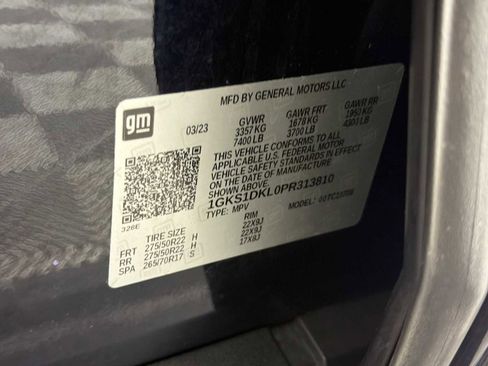 gm
MFD BY GENERAL MOTORS LLC
03/23 GVWR GAWR FRT GAWR RR
3357 KG 1678 KG 1950 KG
7400 LB 3700 LB 4300 LB
THIS VEHICLE CONFORMS TO ALL
APPLICABLE U.S. FEDERAL MOTOR
VEHICLE SAFETY STANDARDS IN
EFFECT ON THE DATE OF MANUFACTURE
SHOWN ABOVE.
1GKS1DKL0PR313810
TYPE: MPV MODEL:
326E
TIRE SIZE RIM
FRT 275/50R22 H 22X9J
RR 275/50R22 H 22X9J
SPA 265/70R17 S 17X8J